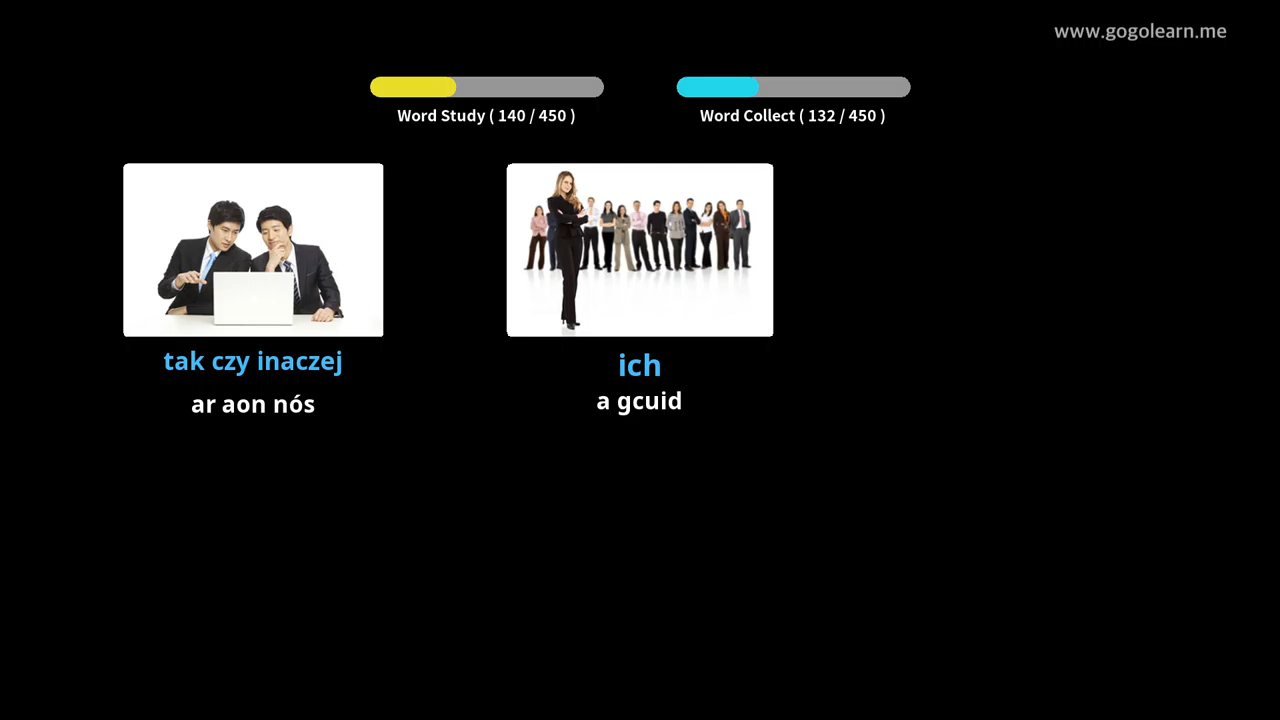 www.gogolearn.me
Word Study ( 140 / 450 )
Word Collect ( 132 / 450 )
tak czy inaczej
ar aon nós
ich
a gcuid